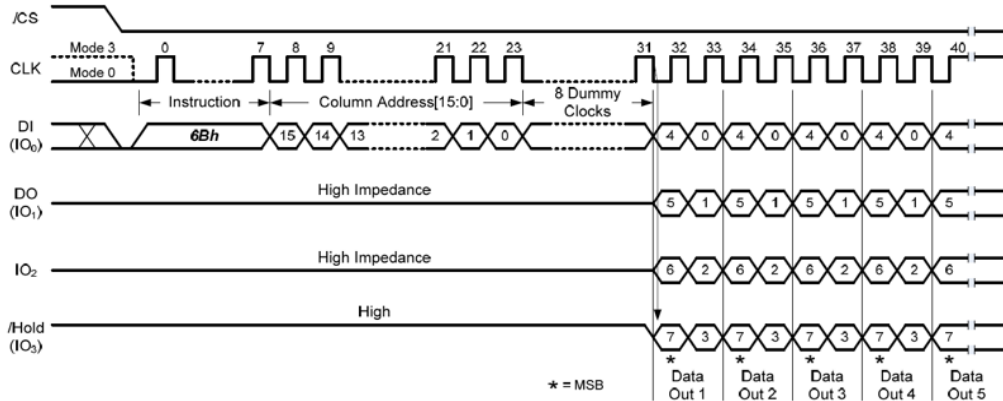 /CS
Mode 3 0 7 8 9 21 22 23 31 32 33 34 35 36 37 38 39 40
CLK Mode 0
Instruction Column Address[15:0] 8 Dummy
Clocks
DI
(IO0) 6Bh 15 14 13 2 1 0 4 0 4 0 4 0 4 0 4
High Impedance
DO
(IO1) 5 1 5 1 5 1 5 1 5
High Impedance
IO2 6 2 6 2 6 2 6 2 6
High
/Hold
(IO3) 7 3 7 3 7 3 7 3 7
* * * * *
* = MSB
Data Data Data Data Data
Out 1 Out 2 Out 3 Out 4 Out 5